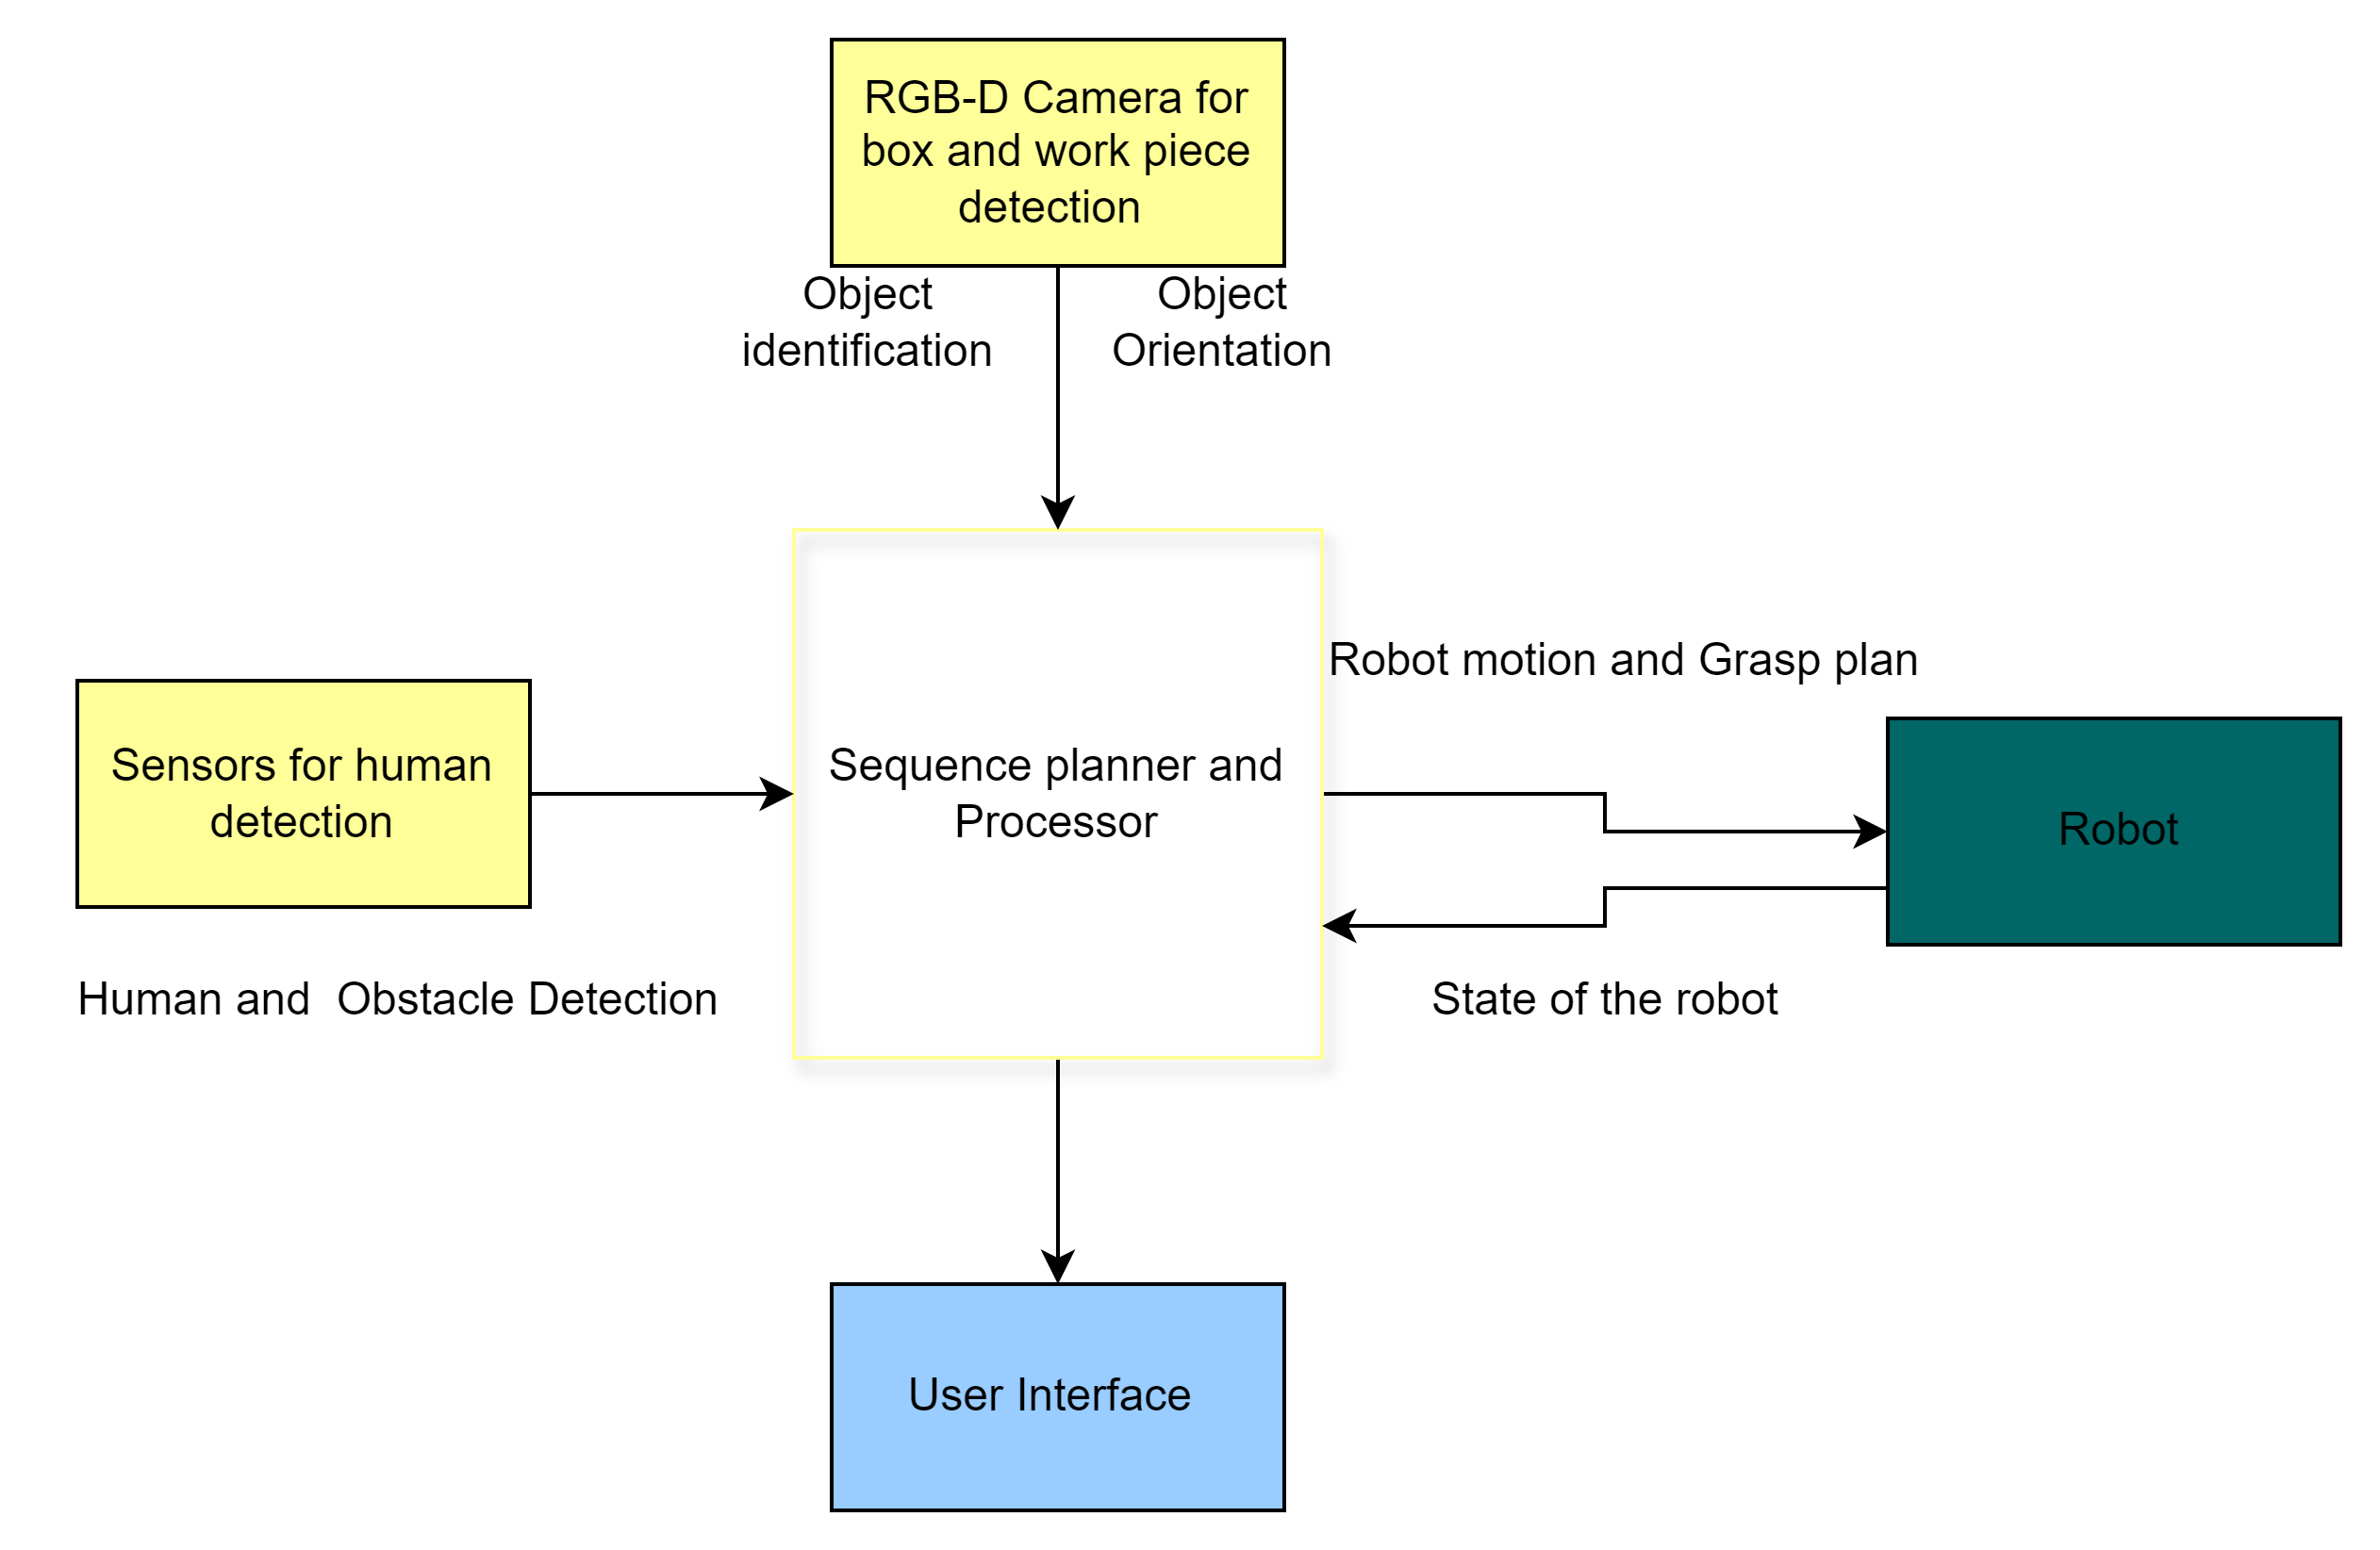 RGB-D Camera for
box and work piece
detection
Object
identification
Object
Orientation
Robot motion and Grasp plan
Sensors for human
detection
Sequence planner and
Processor
Robot
Human and  Obstacle Detection
State of the robot
User Interface